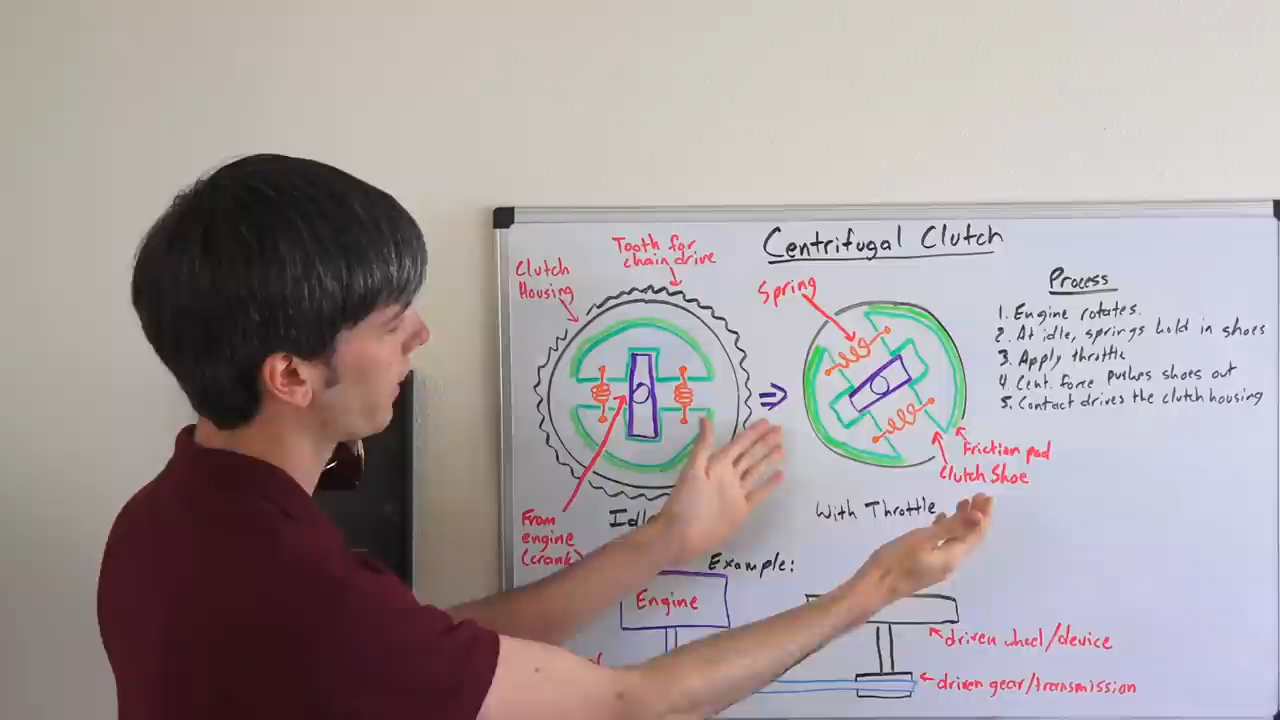 Centrifugal Clutch
Tooth for
chain drive
Clutch
Housing
Spring
Process
1. Engine rotates.
2. At idle, springs hold in shoes
3. Apply throttle
4. Cent. force pushes shoes out
5. Contact drives the clutch housing
Friction pad
Clutch Shoe
From
engine
(crank)
With Throttle
Example:
Engine
driven wheel/device
driven gear/transmission